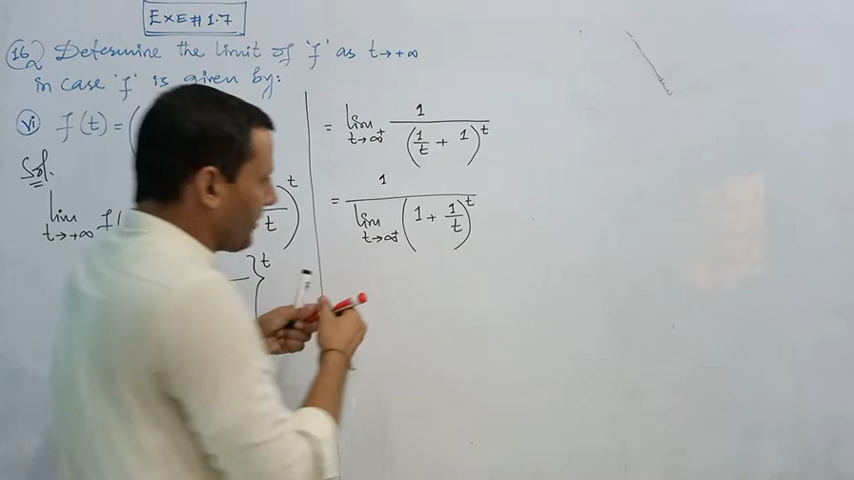 EXE # 1.7
16 Determine the limit of 'f' as t→+∞
in case 'f' is given by:
vi f(t) = (
Sol.
lim t→+∞ f( t )^t
}^t
= lim t→∞⁺ 1 / (1/t + 1)^t
= 1 / lim t→∞⁺ (1 + 1/t)^t